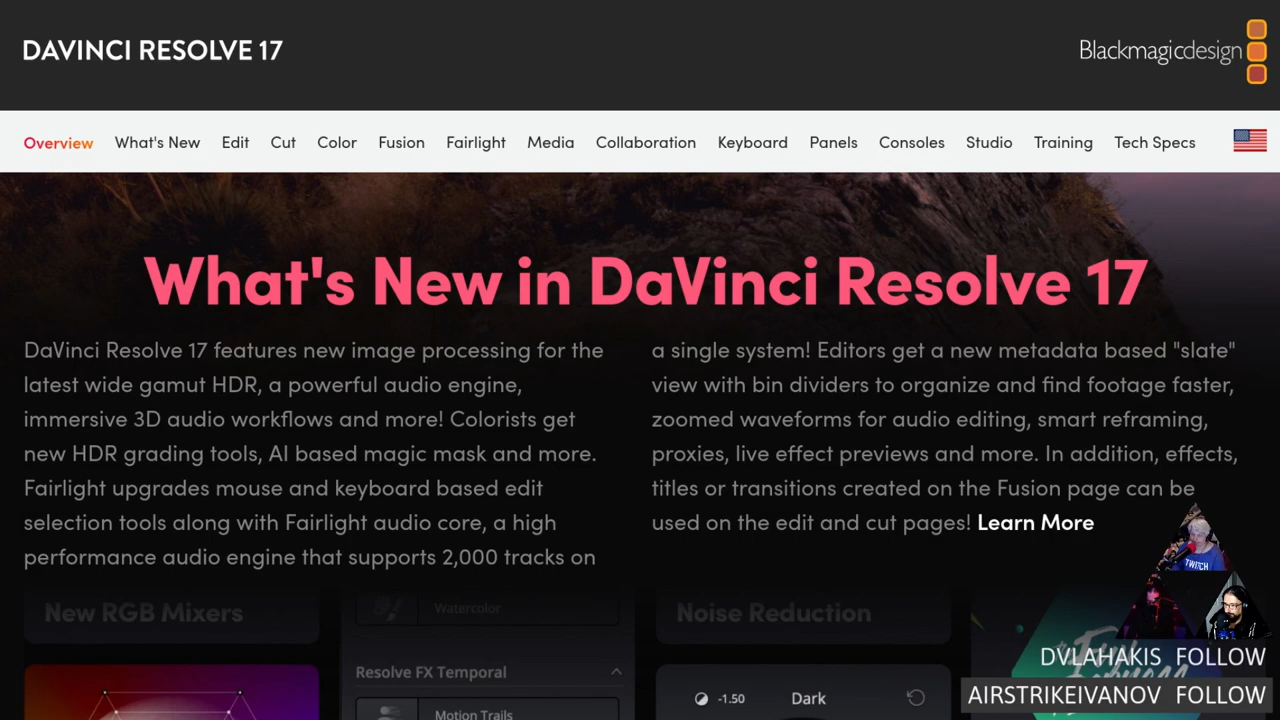 DAVINCI RESOLVE 17
Blackmagicdesign
Overview What's New Edit Cut Color Fusion Fairlight Media Collaboration Keyboard Panels Consoles Studio Training Tech Specs
What's New in DaVinci Resolve 17
DaVinci Resolve 17 features new image processing for the
latest wide gamut HDR, a powerful audio engine,
immersive 3D audio workflows and more! Colorists get
new HDR grading tools, AI based magic mask and more.
Fairlight upgrades mouse and keyboard based edit
selection tools along with Fairlight audio core, a high
performance audio engine that supports 2,000 tracks on
a single system! Editors get a new metadata based "slate"
view with bin dividers to organize and find footage faster,
zoomed waveforms for audio editing, smart reframing,
proxies, live effect previews and more. In addition, effects,
titles or transitions created on the Fusion page can be
used on the edit and cut pages! Learn More
New RGB Mixers
Watercolor
Resolve FX Temporal
Motion Trails
Noise Reduction
-1.50 Dark
TWITCH
DVLAHAKIS FOLLOW
AIRSTRIKEIVANOV FOLLOW